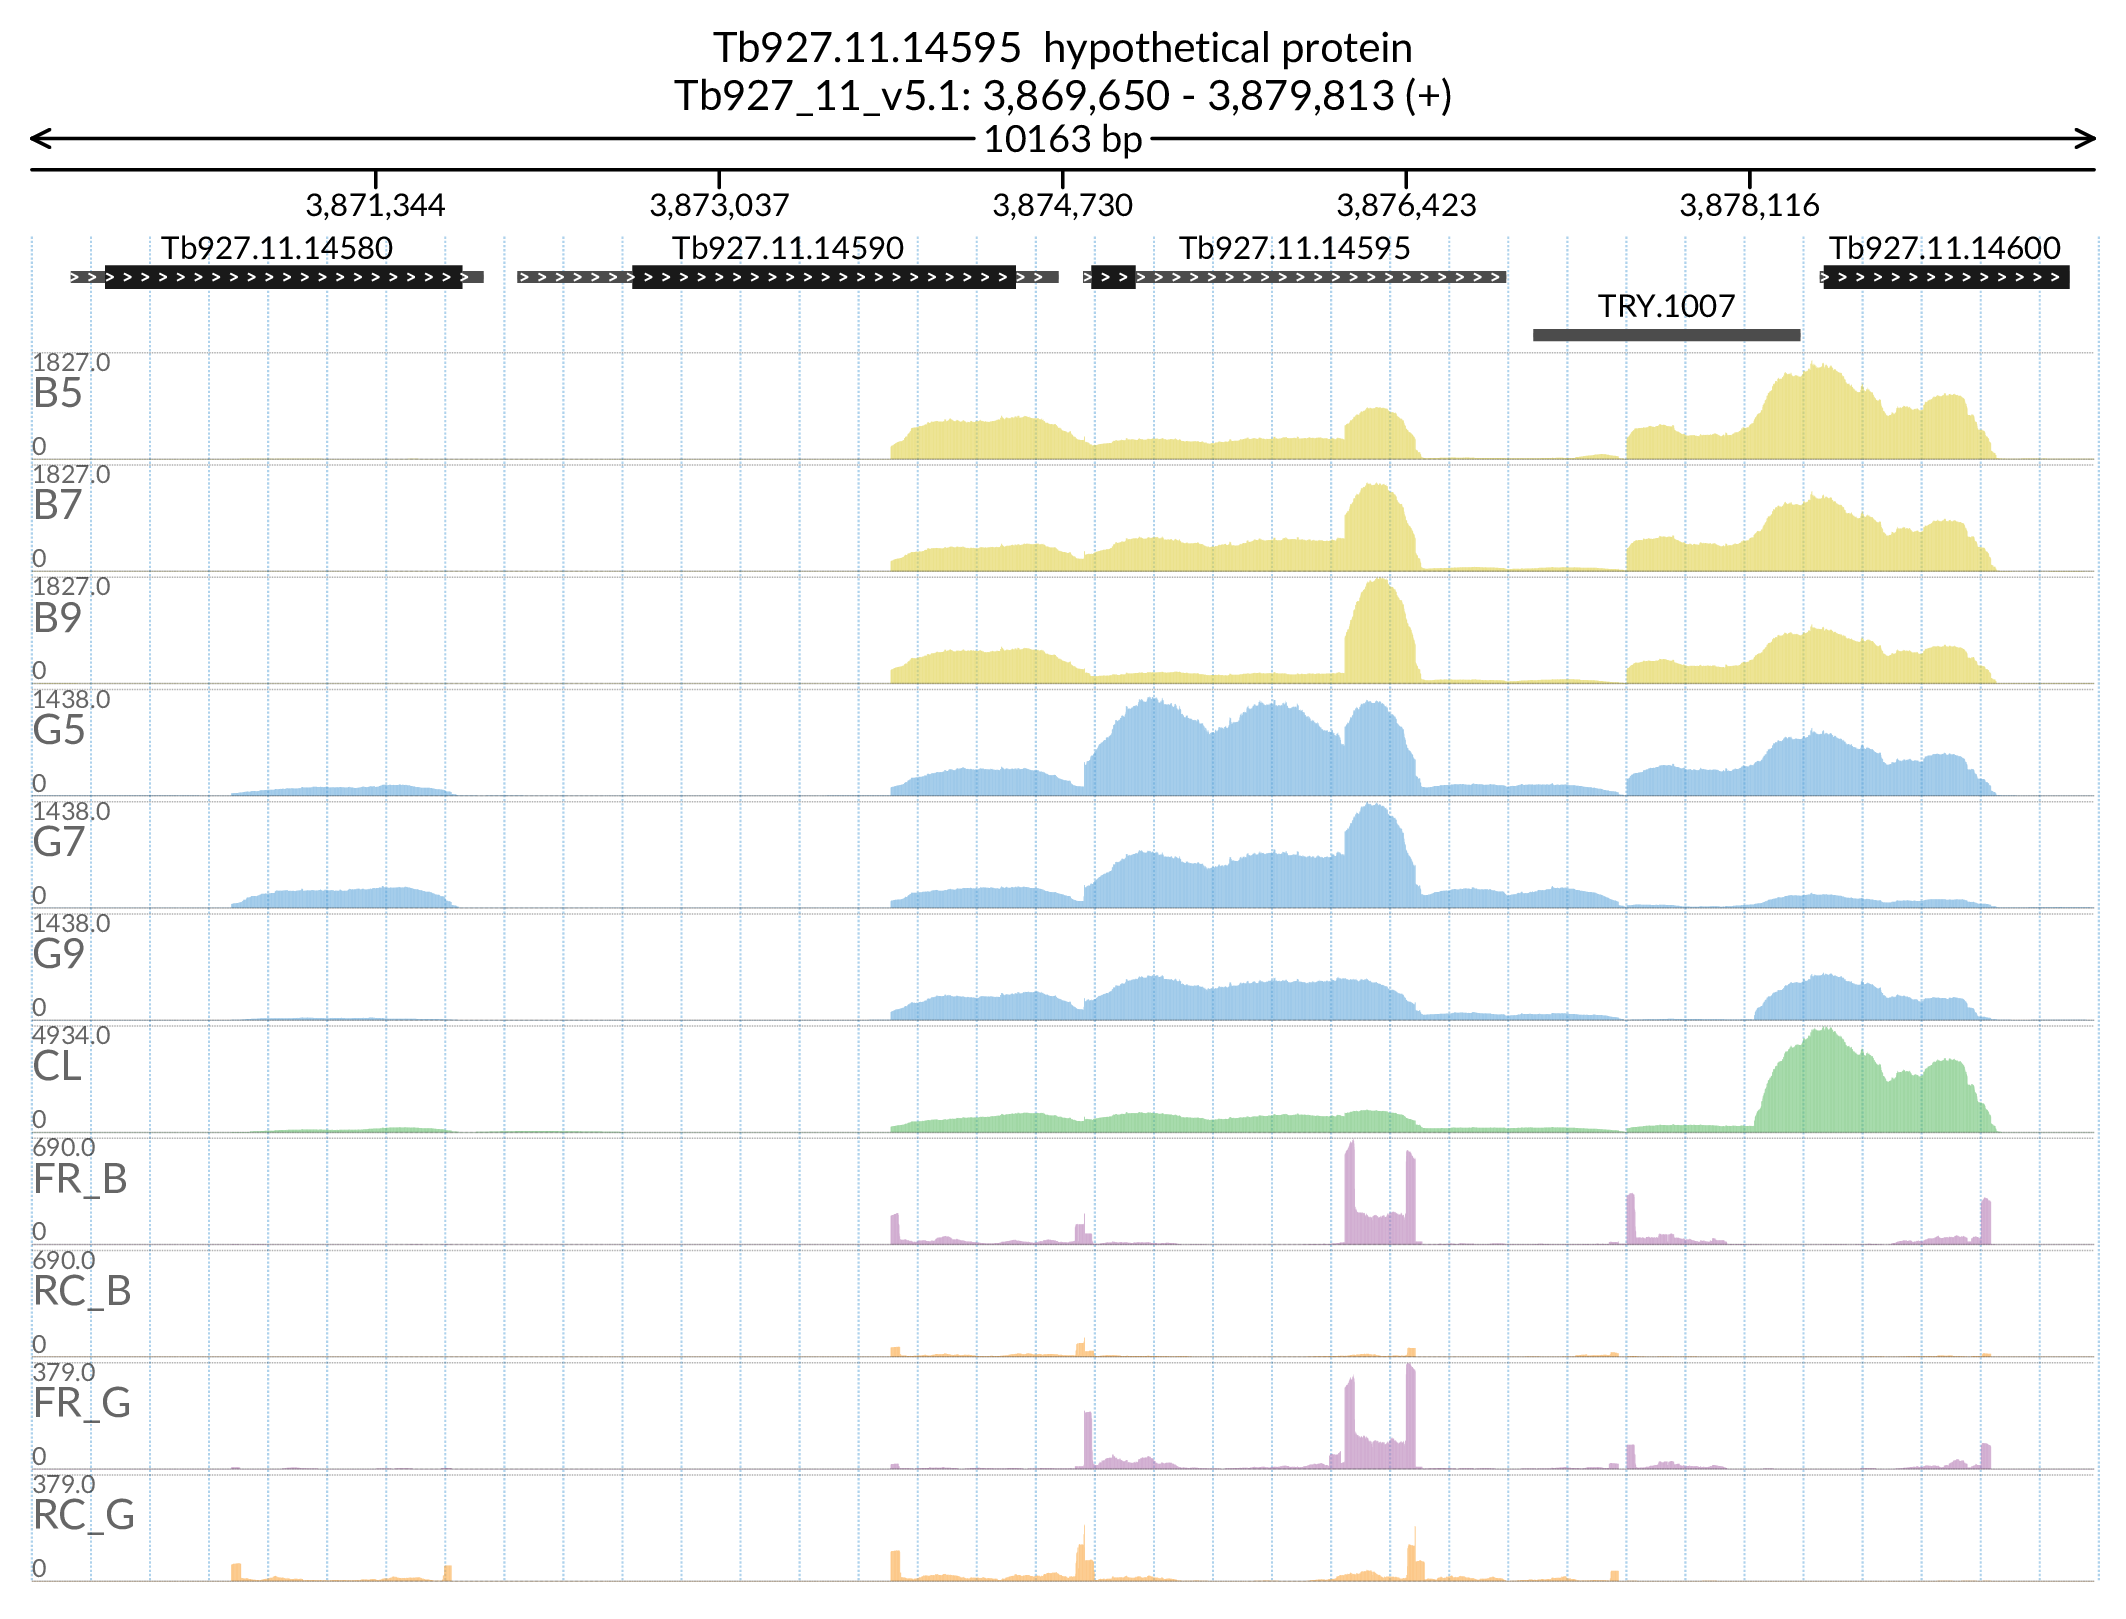 Tb927.11.14595 hypothetical protein
Tb927_11_v5.1: 3,869,650 - 3,879,813 (+)
10163 bp
3,871,344 3,873,037 3,874,730 3,876,423 3,878,116
Tb927.11.14580 Tb927.11.14590 Tb927.11.14595 Tb927.11.14600
TRY.1007
1827.0
B5
0
1827.0
B7
0
1827.0
B9
0
1438.0
G5
0
1438.0
G7
0
1438.0
G9
0
4934.0
CL
0
690.0
FR_B
0
690.0
RC_B
0
379.0
FR_G
0
379.0
RC_G
0